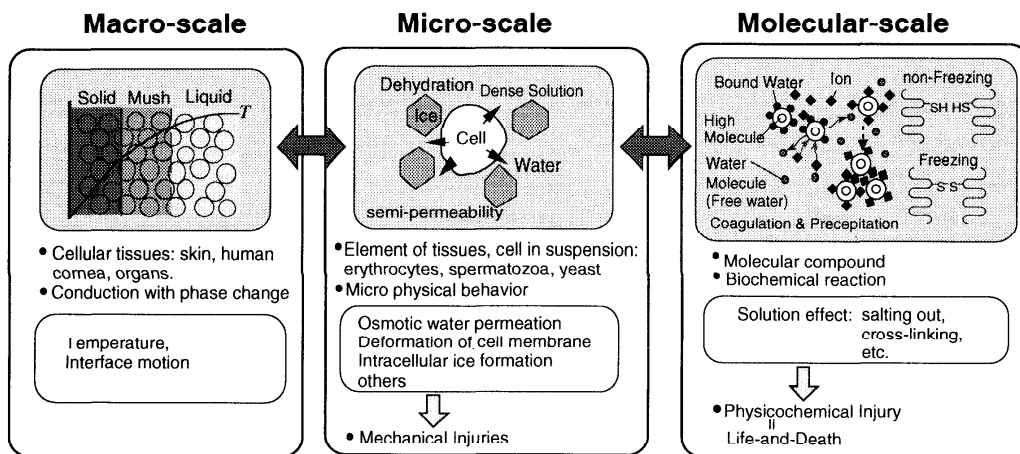 Macro-scale
Solid Mush Liquid
T
• Cellular tissues: skin, human
cornea, organs.
• Conduction with phase change
Temperature,
Interface motion
Micro-scale
Dehydration
Dense Solution
Ice
Cell
Water
semi-permeability
• Element of tissues, cell in suspension:
erythrocytes, spermatozoa, yeast
• Micro physical behavior
Osmotic water permeation
Deformation of cell membrane
Intracellular ice formation
others
• Mechanical Injuries
Molecular-scale
Bound Water
Ion
non-Freezing
SH HS
High
Molecule
Water
Molecule
(Free water)
Freezing
S S
Coagulation & Precipitation
• Molecular compound
• Biochemical reaction
Solution effect: salting out,
cross-linking,
etc.
• Physicochemical Injury
=
Life-and-Death